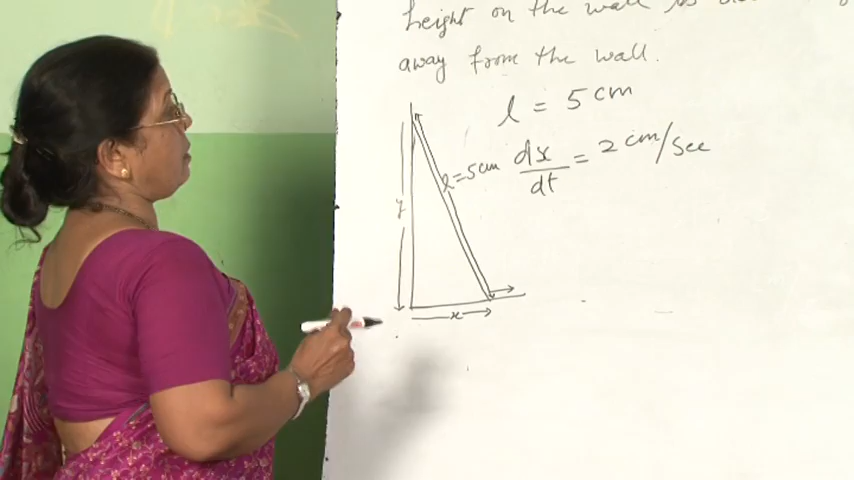 height on the wall is
away from the wall.
l = 5 cm
l=5cm
dx/dt = 2 cm/sec
y
x